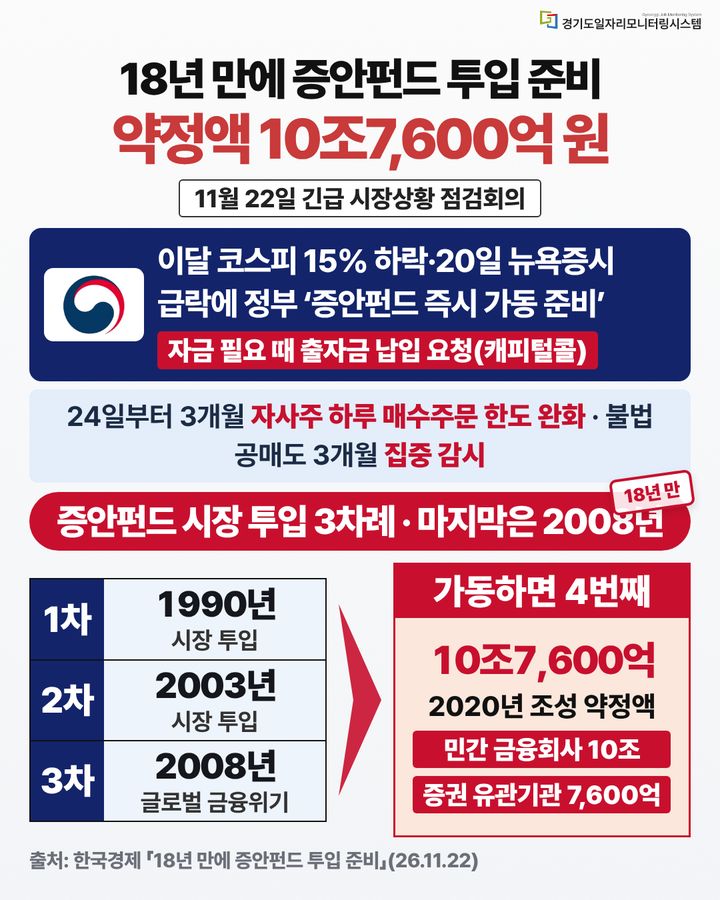 경기도일자리모니터링시스템
18년 만에 증안펀드 투입 준비
약정액 10조7,600억 원
11월 22일 긴급 시장상황 점검회의
이달 코스피 15% 하락·20일 뉴욕증시
급락에 정부 ‘증안펀드 즉시 가동 준비’
자금 필요 때 출자금 납입 요청(캐피털콜)
24일부터 3개월 자사주 하루 매수주문 한도 완화 · 불법
공매도 3개월 집중 감시
18년 만
증안펀드 시장 투입 3차례 · 마지막은 2008년
1차
1990년
시장 투입
2차
2003년
시장 투입
3차
2008년
글로벌 금융위기
가동하면 4번째
10조7,600억
2020년 조성 약정액
민간 금융회사 10조
증권 유관기관 7,600억
출처: 한국경제 「18년 만에 증안펀드 투입 준비」(26.11.22)